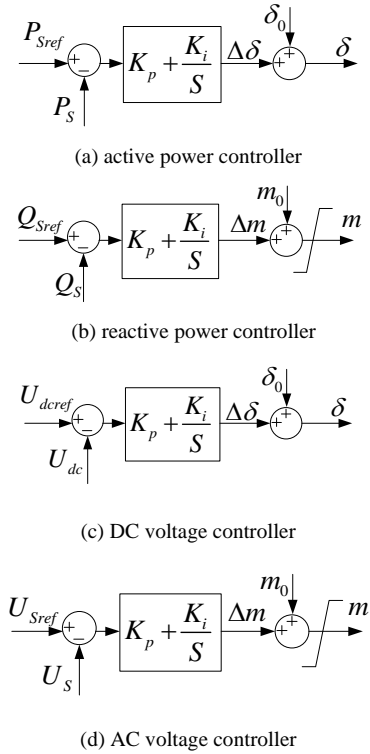 P_Sref + − P_S K_p + K_i/S Δδ δ_0 + + δ
(a) active power controller
Q_Sref + − Q_S K_p + K_i/S Δm m_0 + + m
(b) reactive power controller
U_dcref + − U_dc K_p + K_i/S Δδ δ_0 + + δ
(c) DC voltage controller
U_Sref + − U_S K_p + K_i/S Δm m_0 + + m
(d) AC voltage controller